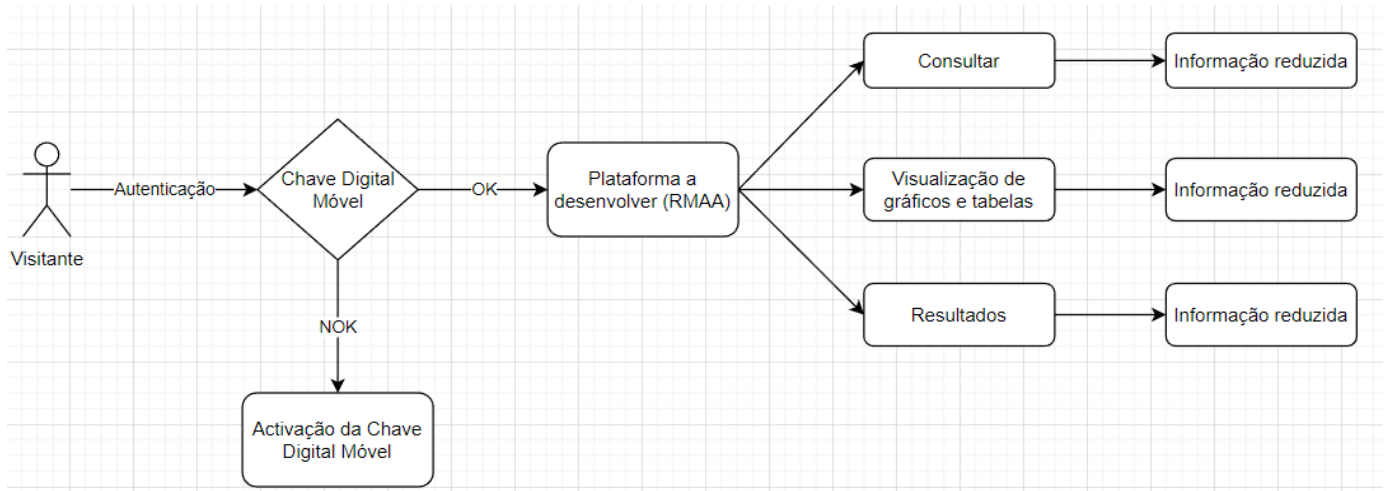 Consultar
Informação reduzida
Autenticação
Chave Digital
Móvel
OK
Plataforma a
desenvolver (RMAA)
Visualização de
gráficos e tabelas
Informação reduzida
Visitante
Resultados
Informação reduzida
NOK
Activação da Chave
Digital Móvel